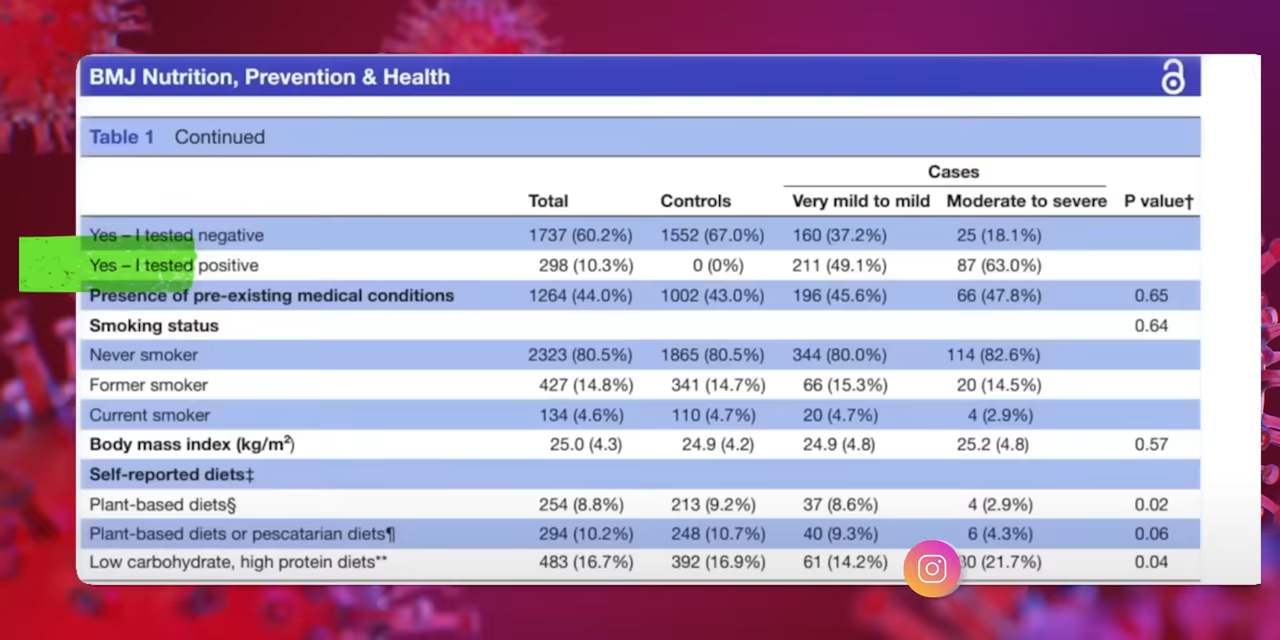 BMJ Nutrition, Prevention & Health
Table 1 Continued
Cases
Total Controls Very mild to mild Moderate to severe P value†
Yes – I tested negative 1737 (60.2%) 1552 (67.0%) 160 (37.2%) 25 (18.1%)
Yes – I tested positive 298 (10.3%) 0 (0%) 211 (49.1%) 87 (63.0%)
Presence of pre-existing medical conditions 1264 (44.0%) 1002 (43.0%) 196 (45.6%) 66 (47.8%) 0.65
Smoking status 0.64
Never smoker 2323 (80.5%) 1865 (80.5%) 344 (80.0%) 114 (82.6%)
Former smoker 427 (14.8%) 341 (14.7%) 66 (15.3%) 20 (14.5%)
Current smoker 134 (4.6%) 110 (4.7%) 20 (4.7%) 4 (2.9%)
Body mass index (kg/m²) 25.0 (4.3) 24.9 (4.2) 24.9 (4.8) 25.2 (4.8) 0.57
Self-reported diets‡
Plant-based diets§ 254 (8.8%) 213 (9.2%) 37 (8.6%) 4 (2.9%) 0.02
Plant-based diets or pescatarian diets¶ 294 (10.2%) 248 (10.7%) 40 (9.3%) 6 (4.3%) 0.06
Low carbohydrate, high protein diets** 483 (16.7%) 392 (16.9%) 61 (14.2%) (21.7%) 0.04